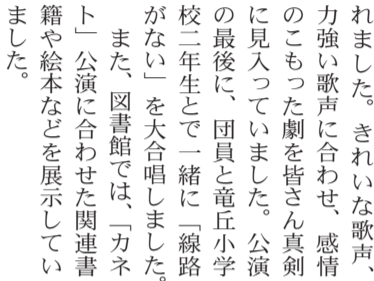 れました。きれいな歌声、
力強い歌声に合わせ、感情
のこもった劇を皆さん真剣
に見入っていました。公演
の最後に、団員と竜丘小学
校二年生とで一緒に「線路
がない」を大合唱しました。
また、図書館では、「カネ
ト」公演に合わせた関連書
籍や絵本などを展示してい
ました。